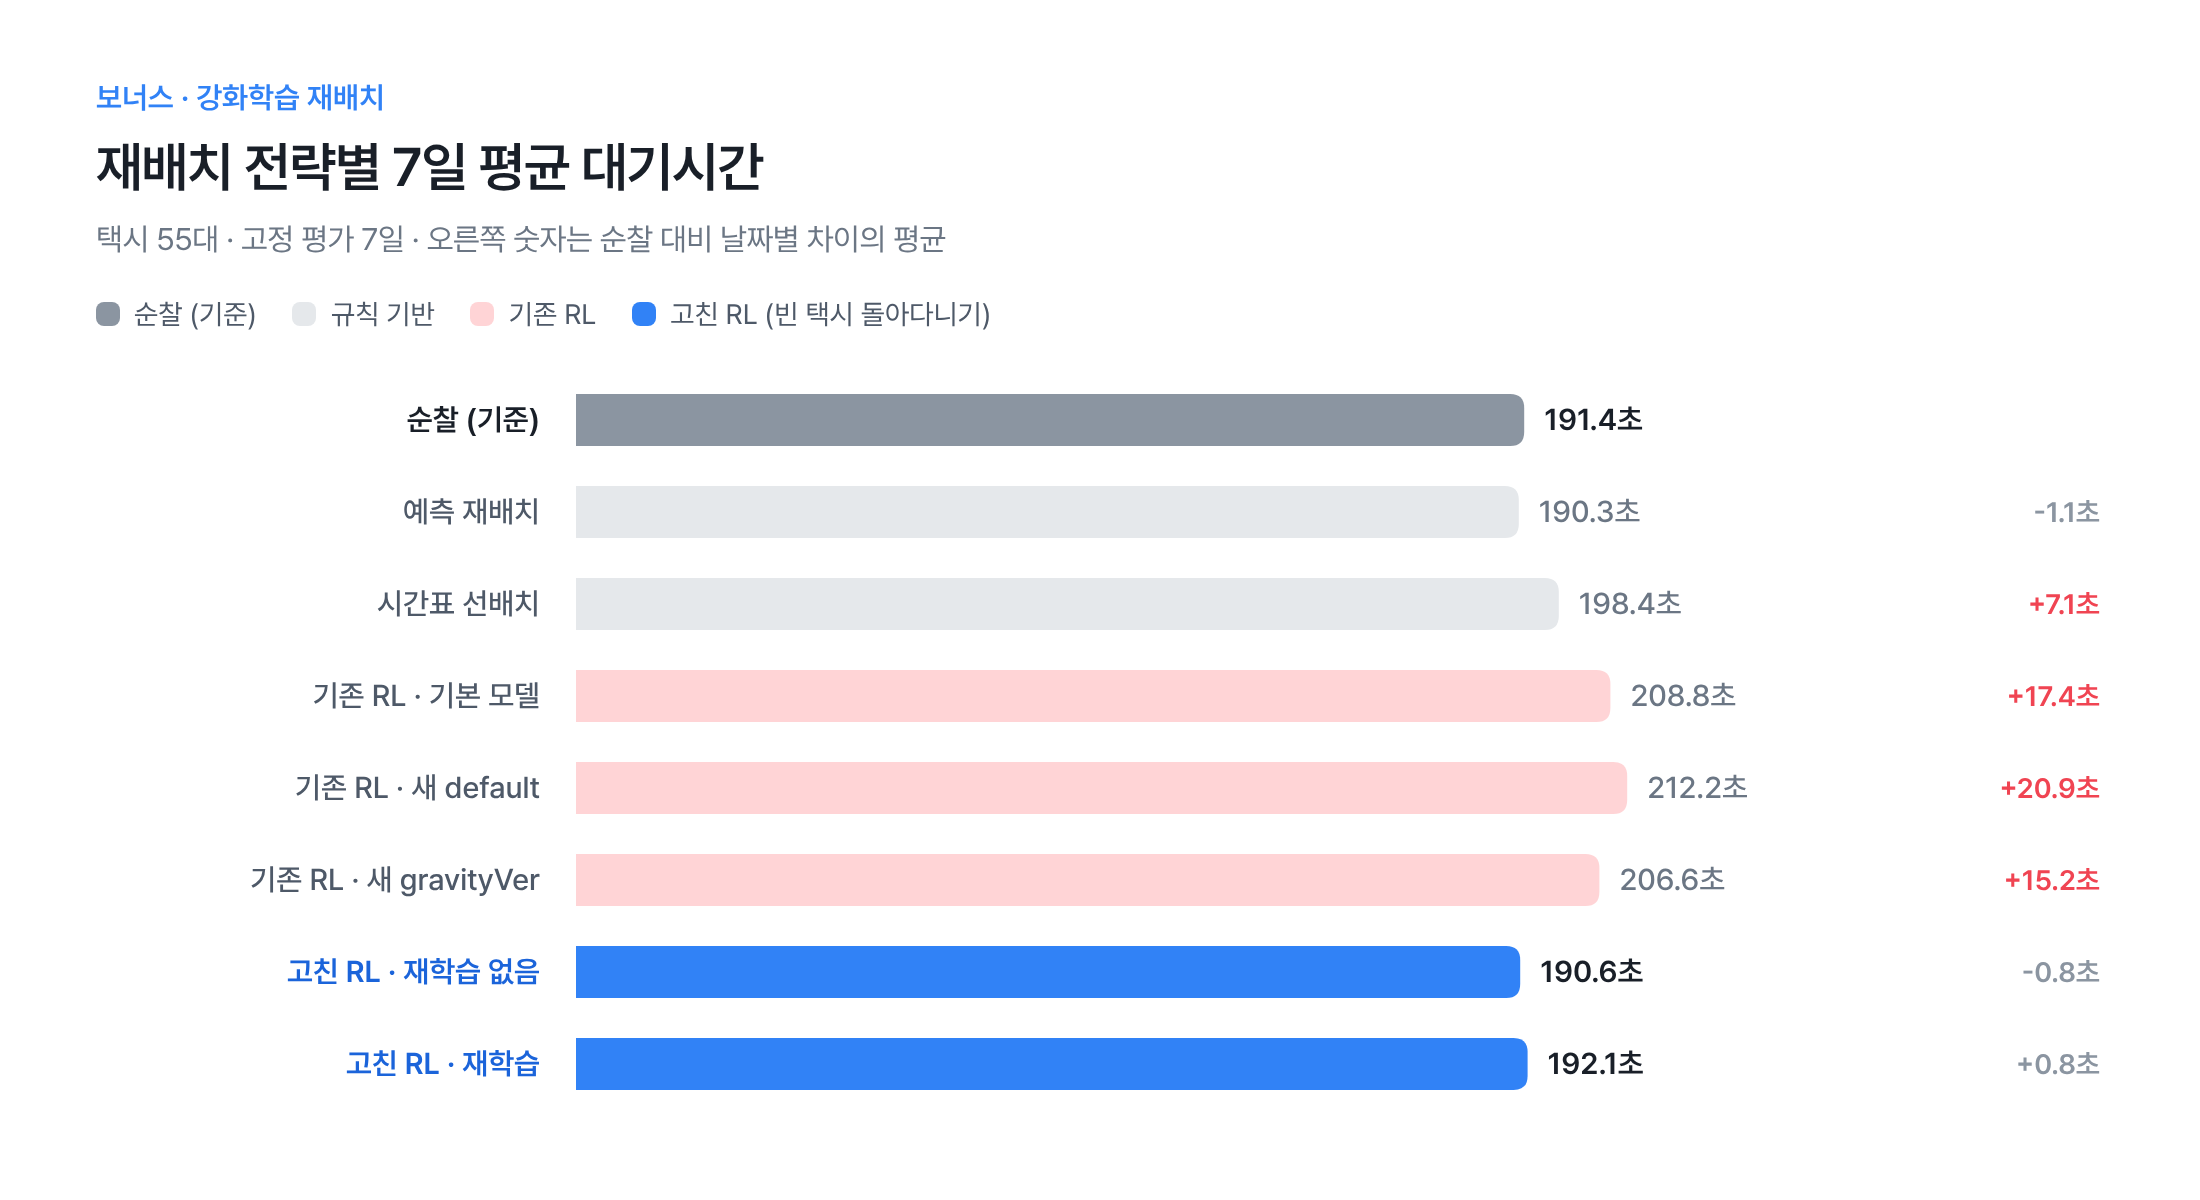 보너스 · 강화학습 재배치
재배치 전략별 7일 평균 대기시간
택시 55대 · 고정 평가 7일 · 오른쪽 숫자는 순찰 대비 날짜별 차이의 평균
순찰 (기준) 규칙 기반 기존 RL 고친 RL (빈 택시 돌아다니기)
순찰 (기준) 191.4초
예측 재배치 190.3초 -1.1초
시간표 선배치 198.4초 +7.1초
기존 RL · 기본 모델 208.8초 +17.4초
기존 RL · 새 default 212.2초 +20.9초
기존 RL · 새 gravityVer 206.6초 +15.2초
고친 RL · 재학습 없음 190.6초 -0.8초
고친 RL · 재학습 192.1초 +0.8초